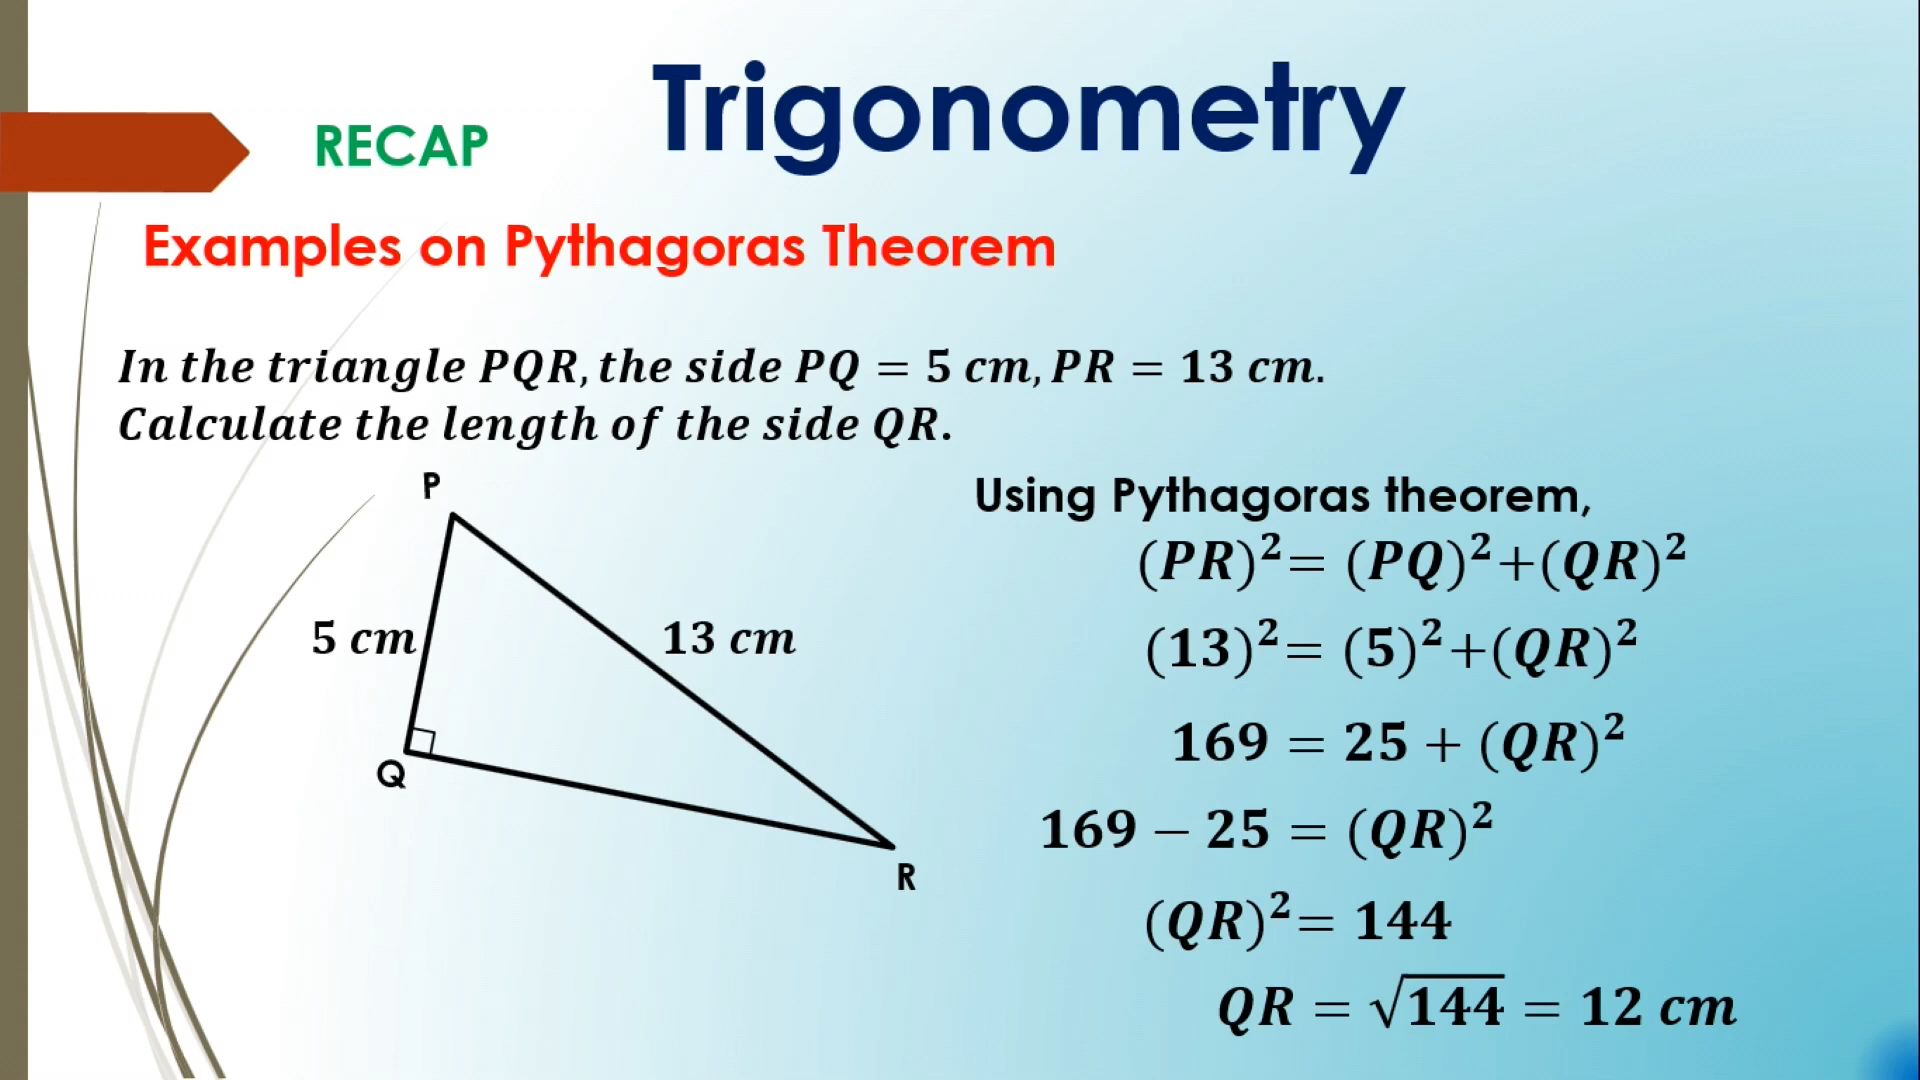 Trigonometry
RECAP
Examples on Pythagoras Theorem
In the triangle PQR, the side PQ = 5 cm, PR = 13 cm.
Calculate the length of the side QR.
P
5 cm
13 cm
Q
R
Using Pythagoras theorem,
(PR)²= (PQ)²+(QR)²
(13)²= (5)²+(QR)²
169 = 25 + (QR)²
169 − 25 = (QR)²
(QR)²= 144
QR = √144 = 12 cm